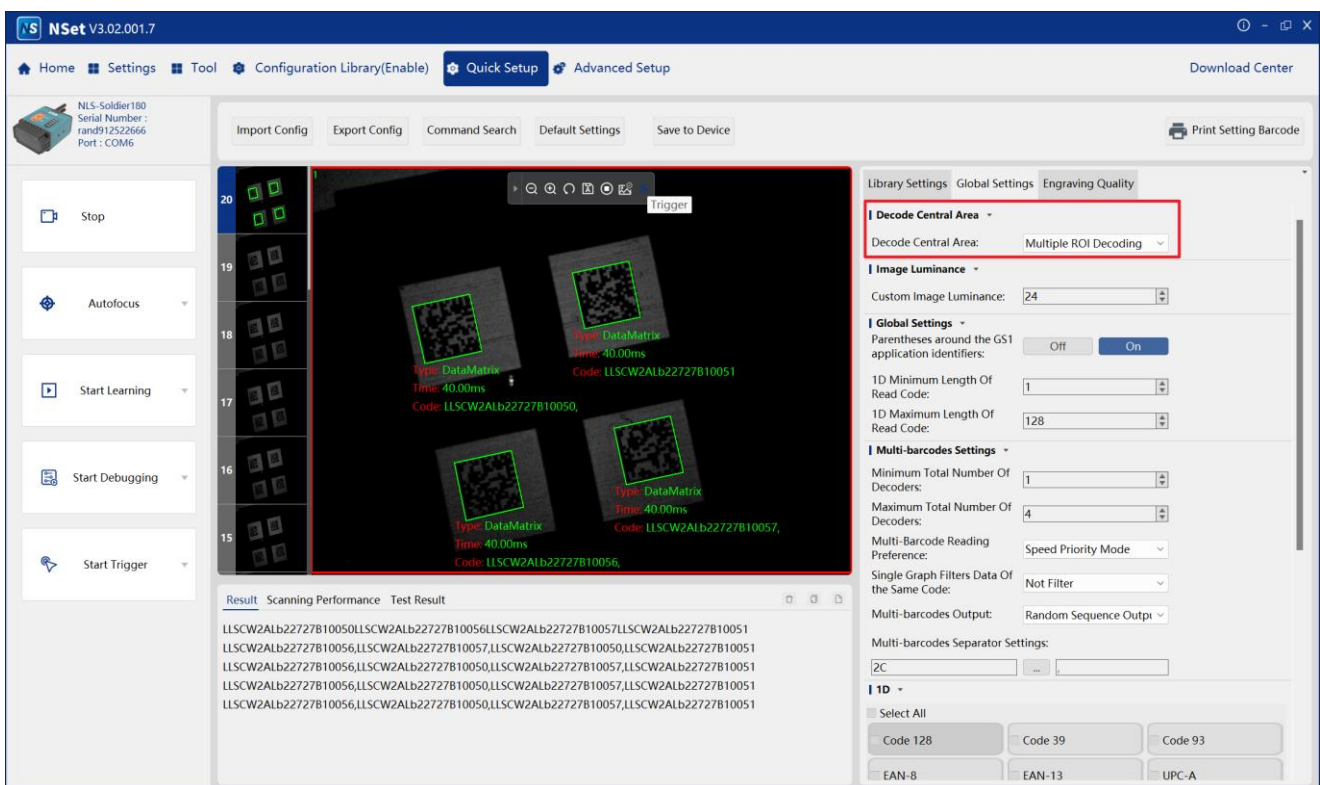 NS NSet V3.02.001.7
Home Settings Tool Configuration Library(Enable) Quick Setup Advanced Setup Download Center
NLS-Soldier180
Serial Number :
rand912522666
Port : COM6
Import Config Export Config Command Search Default Settings Save to Device Print Setting Barcode
Stop
Autofocus
Start Learning
Start Debugging
Start Trigger
20
19
18
17
16
15
1
Trigger
Type: DataMatrix
Time: 40.00ms
Code: LLSCW2ALb22727B10051
Type: DataMatrix
Time: 40.00ms
Code: LLSCW2ALb22727B10050,
Type: DataMatrix
Time: 40.00ms
Code: LLSCW2ALb22727B10057,
Type: DataMatrix
Time: 40.00ms
Code: LLSCW2ALb22727B10056,
Result Scanning Performance Test Result
LLSCW2ALb22727B10050LLSCW2ALb22727B10056LLSCW2ALb22727B10057LLSCW2ALb22727B10051
LLSCW2ALb22727B10056,LLSCW2ALb22727B10057,LLSCW2ALb22727B10050,LLSCW2ALb22727B10051
LLSCW2ALb22727B10056,LLSCW2ALb22727B10050,LLSCW2ALb22727B10057,LLSCW2ALb22727B10051
LLSCW2ALb22727B10056,LLSCW2ALb22727B10050,LLSCW2ALb22727B10057,LLSCW2ALb22727B10051
LLSCW2ALb22727B10056,LLSCW2ALb22727B10050,LLSCW2ALb22727B10057,LLSCW2ALb22727B10051
Library Settings Global Settings Engraving Quality
Decode Central Area
Decode Central Area: Multiple ROI Decoding
Image Luminance
Custom Image Luminance: 24
Global Settings
Parentheses around the GS1
application identifiers: Off On
1D Minimum Length Of
Read Code: 1
1D Maximum Length Of
Read Code: 128
Multi-barcodes Settings
Minimum Total Number Of
Decoders: 1
Maximum Total Number Of
Decoders: 4
Multi-Barcode Reading
Preference: Speed Priority Mode
Single Graph Filters Data Of
the Same Code: Not Filter
Multi-barcodes Output: Random Sequence Outpu
Multi-barcodes Separator Settings:
2C ... ,
1D
Select All
Code 128 Code 39 Code 93
EAN-8 EAN-13 UPC-A